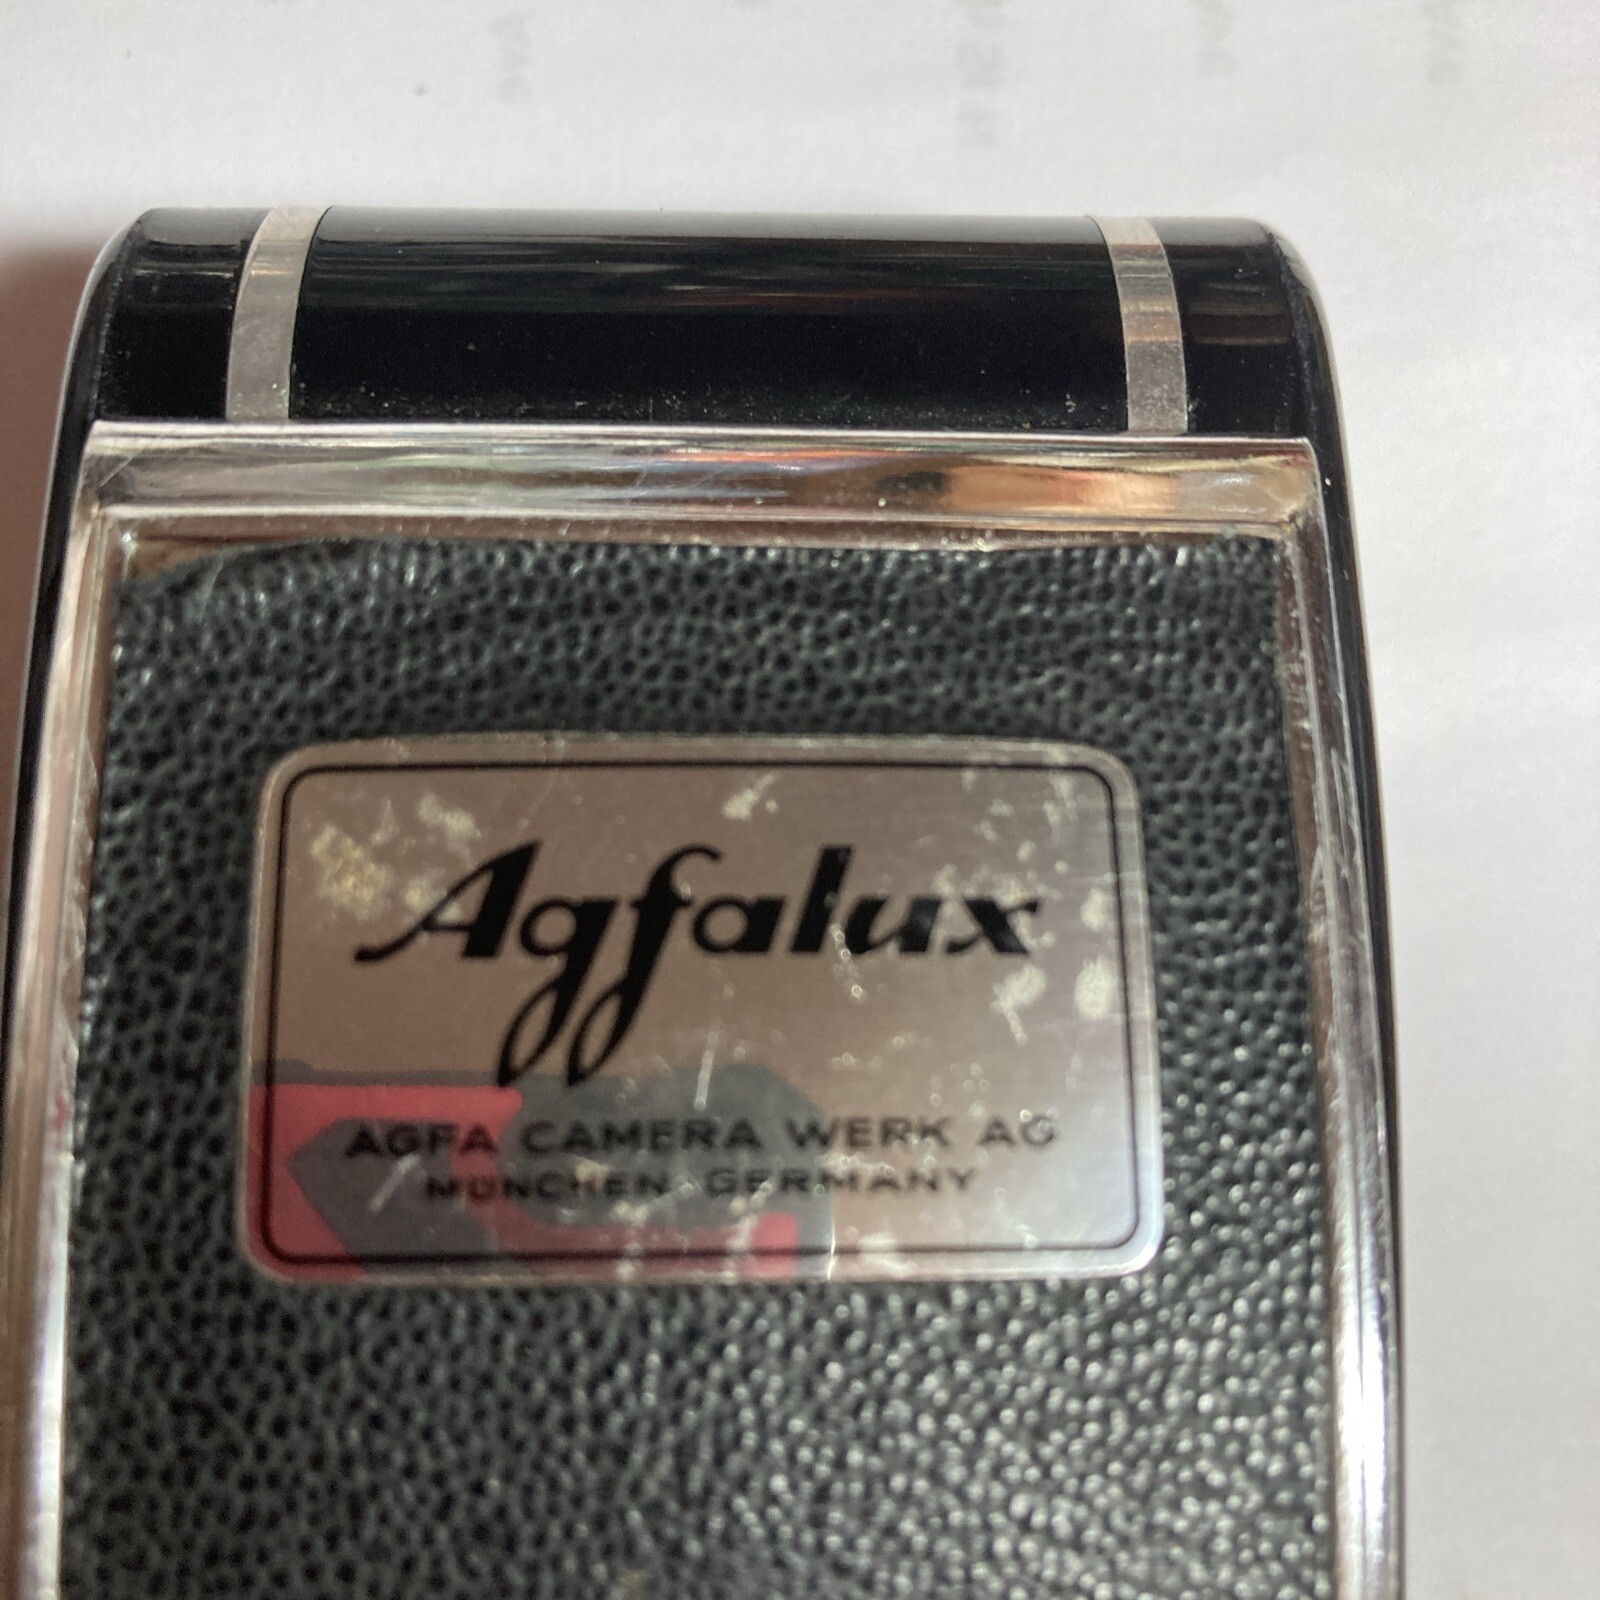 Agfalux
AGFA CAMERA WERK AG
MÜNCHEN GERMANY